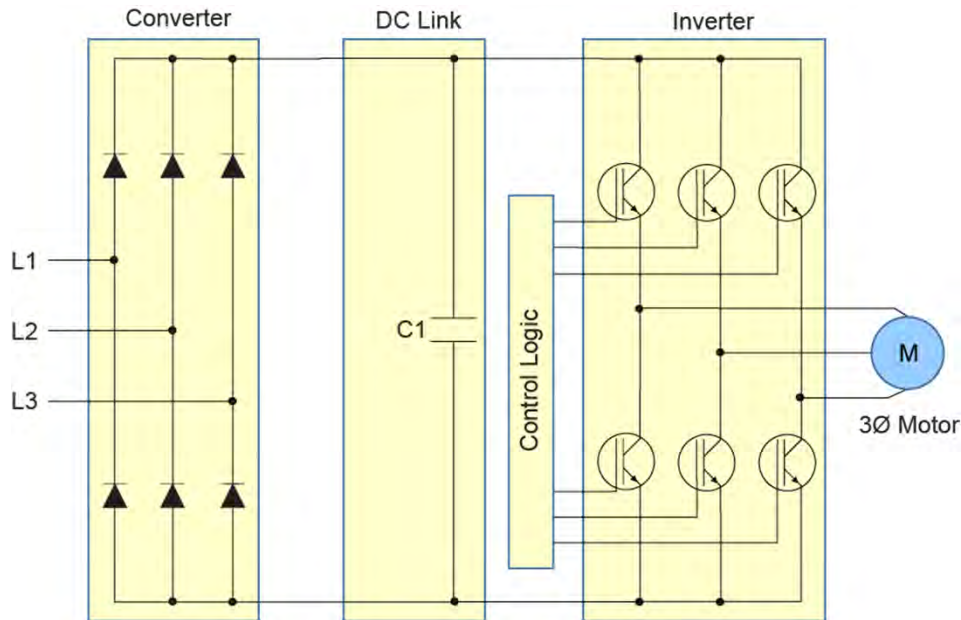 Converter
DC Link
Inverter
L1
L2
L3
C1
Control Logic
M
3Ø Motor